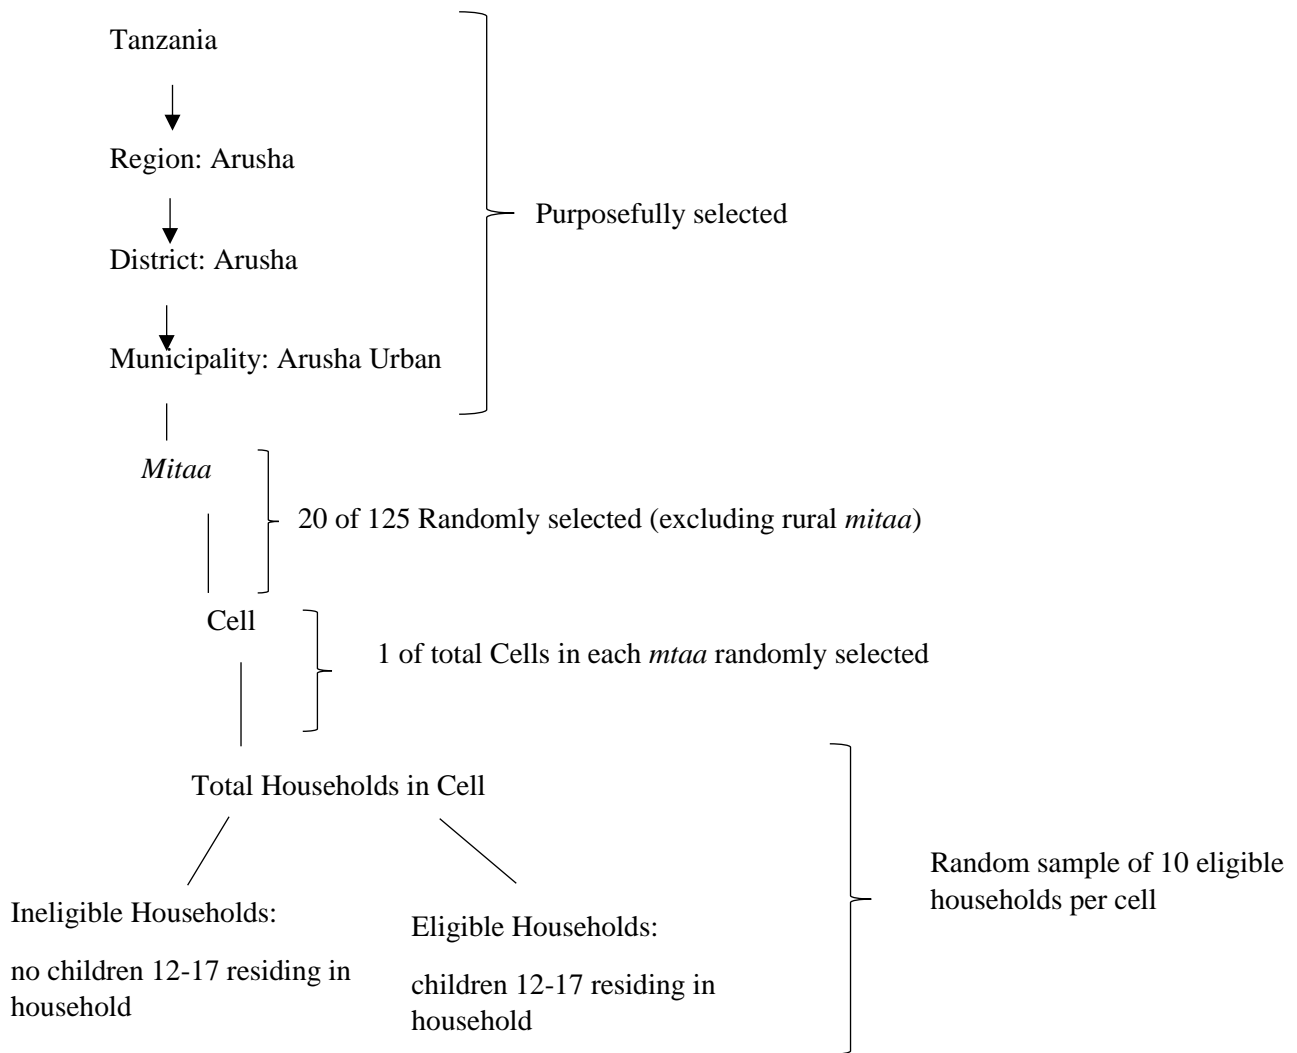 Tanzania
Region: Arusha
Purposefully selected
District: Arusha
Municipality: Arusha Urban
Mitaa
20 of 125 Randomly selected (excluding rural mitaa)
Cell
1 of total Cells in each mtaa randomly selected
Total Households in Cell
Random sample of 10 eligible
households per cell
Ineligible Households:
no children 12-17 residing in
household
Eligible Households:
children 12-17 residing in
household